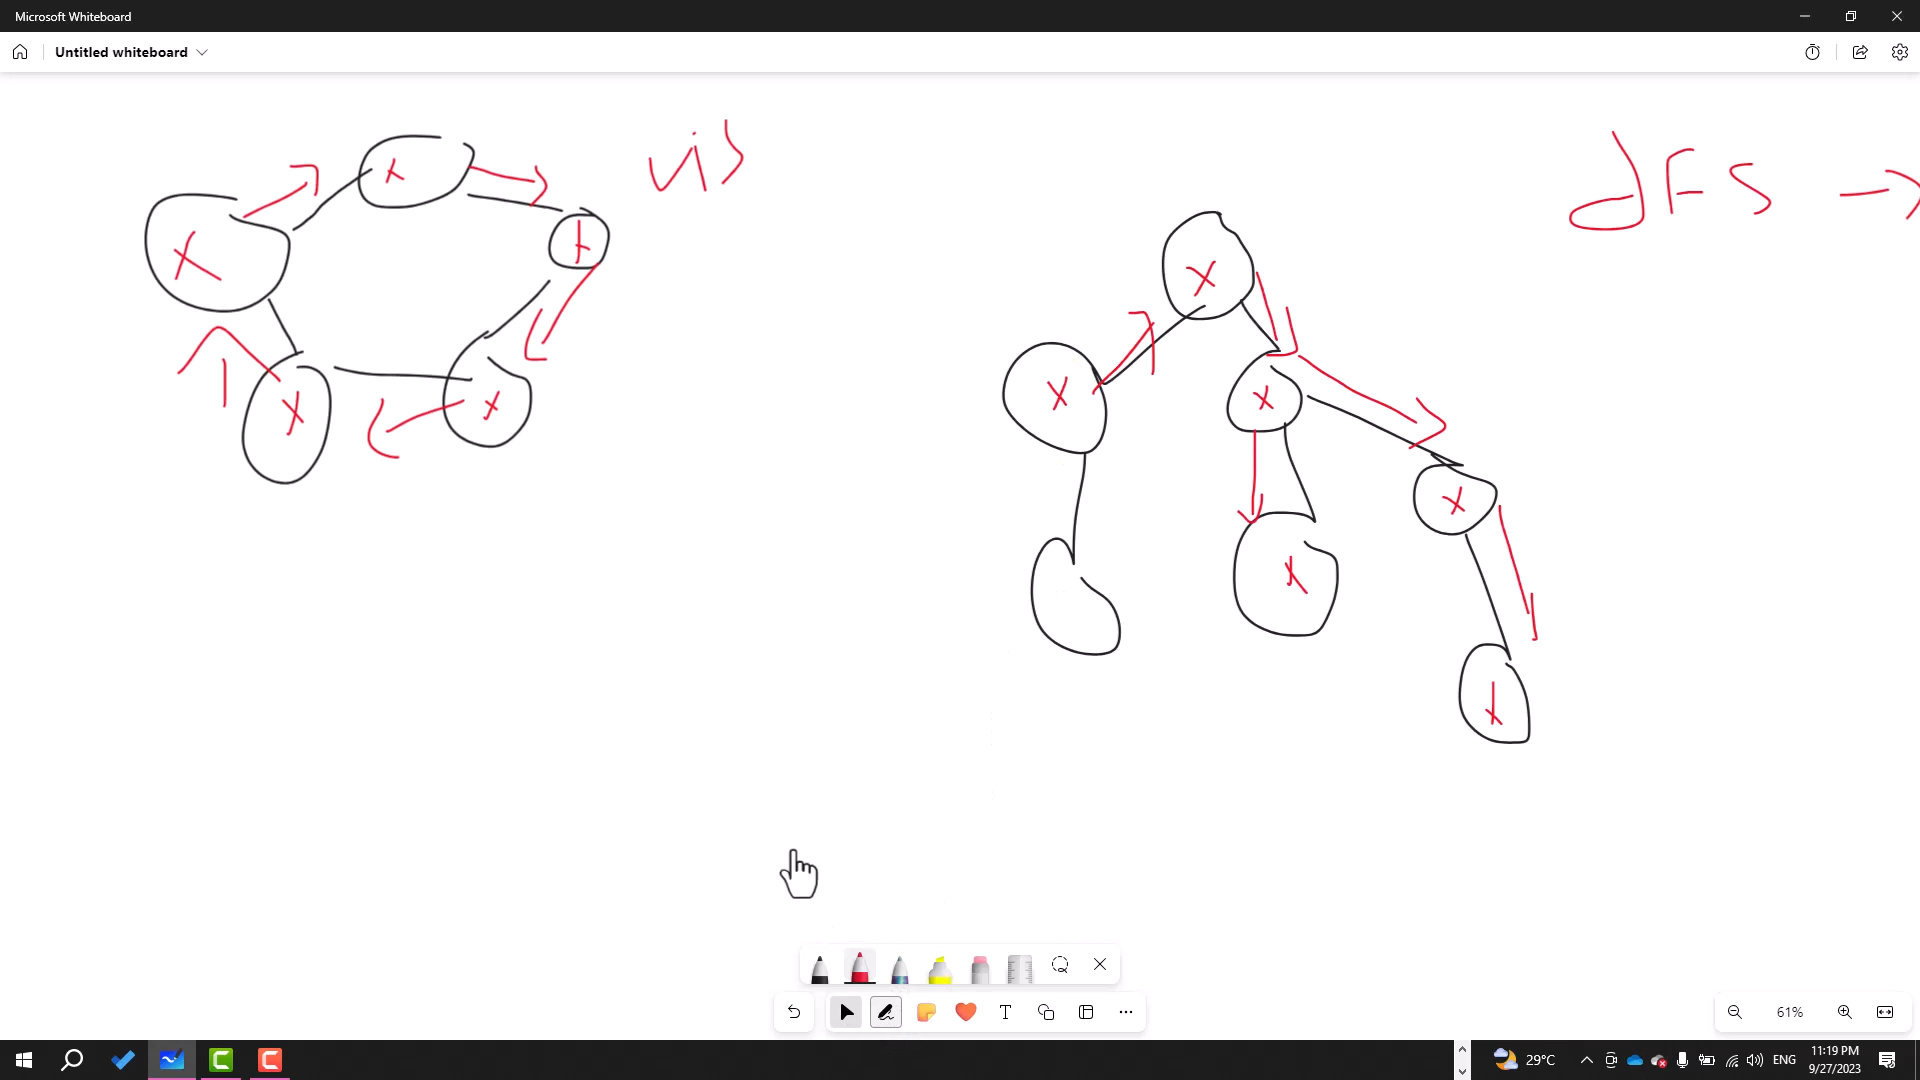 Microsoft Whiteboard
Untitled whiteboard
vis
dFS →
x
x
x
x
x
x
x
x
x
x
x
T
61%
29°C
ENG
11:19 PM
9/27/2023